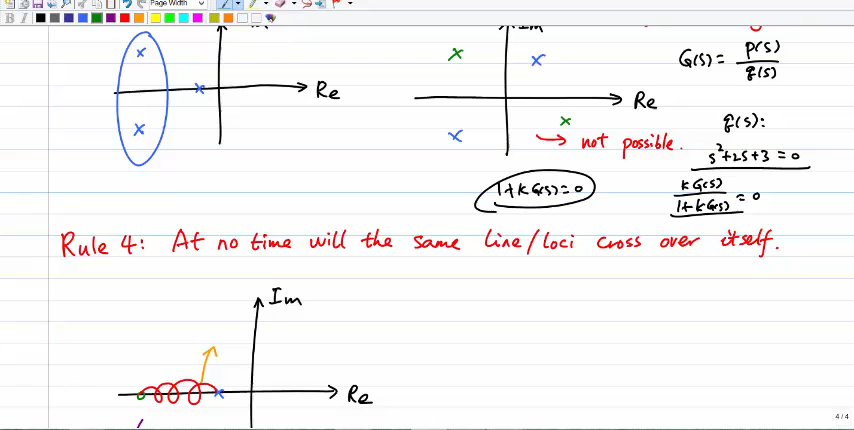 Page Width
B I
Im
Re
Im
Re
G(s) = p(s)/q(s)
→ not possible.
q(s):
s²+2s+3=0
1+kG(s)=0
kG(s)/1+kG(s) = 0
Rule 4: At no time will the same line/loci cross over itself.
Im
Re
4 / 4